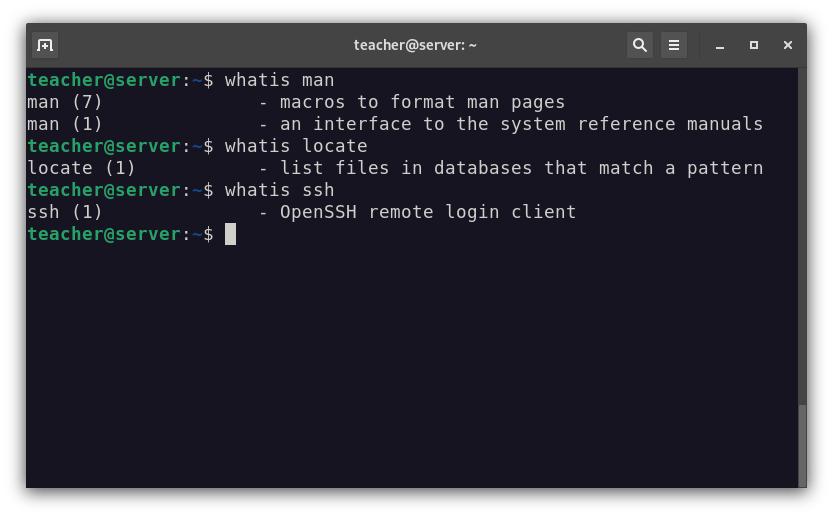 teacher@server: ~
teacher@server:~$ whatis man
man (7)              - macros to format man pages
man (1)              - an interface to the system reference manuals
teacher@server:~$ whatis locate
locate (1)           - list files in databases that match a pattern
teacher@server:~$ whatis ssh
ssh (1)              - OpenSSH remote login client
teacher@server:~$